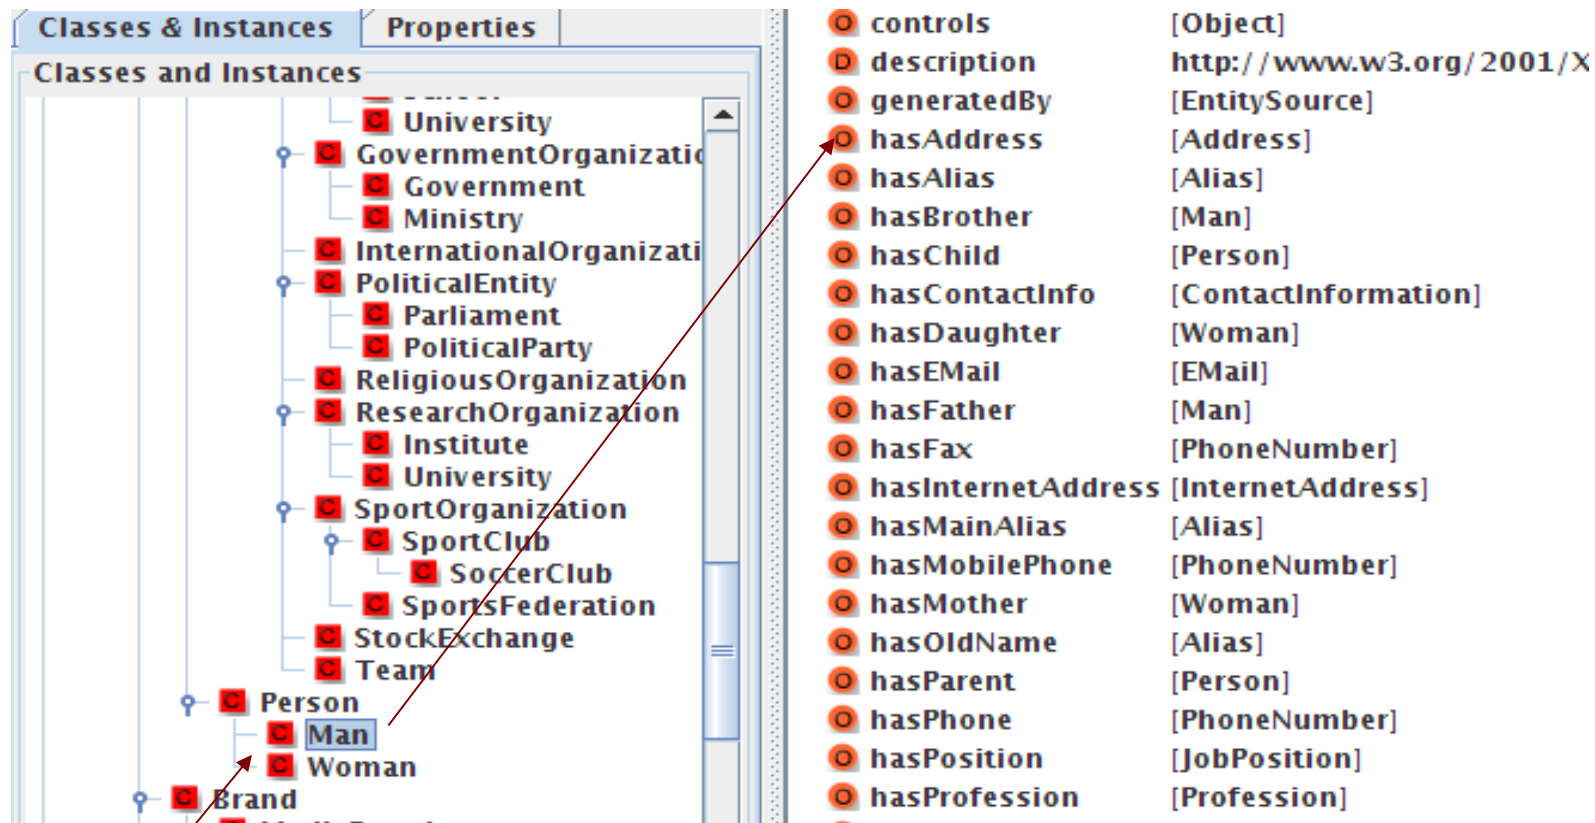 Classes & Instances
Properties
Classes and Instances
University
GovernmentOrganizatio
Government
Ministry
InternationalOrganizati
PoliticalEntity
Parliament
PoliticalParty
ReligiousOrganization
ResearchOrganization
Institute
University
SportOrganization
SportClub
SoccerClub
SportsFederation
StockExchange
Team
Person
Man
Woman
Brand
controls [Object]
description http://www.w3.org/2001/X
generatedBy [EntitySource]
hasAddress [Address]
hasAlias [Alias]
hasBrother [Man]
hasChild [Person]
hasContactInfo [ContactInformation]
hasDaughter [Woman]
hasEMail [EMail]
hasFather [Man]
hasFax [PhoneNumber]
hasInternetAddress [InternetAddress]
hasMainAlias [Alias]
hasMobilePhone [PhoneNumber]
hasMother [Woman]
hasOldName [Alias]
hasParent [Person]
hasPhone [PhoneNumber]
hasPosition [JobPosition]
hasProfession [Profession]